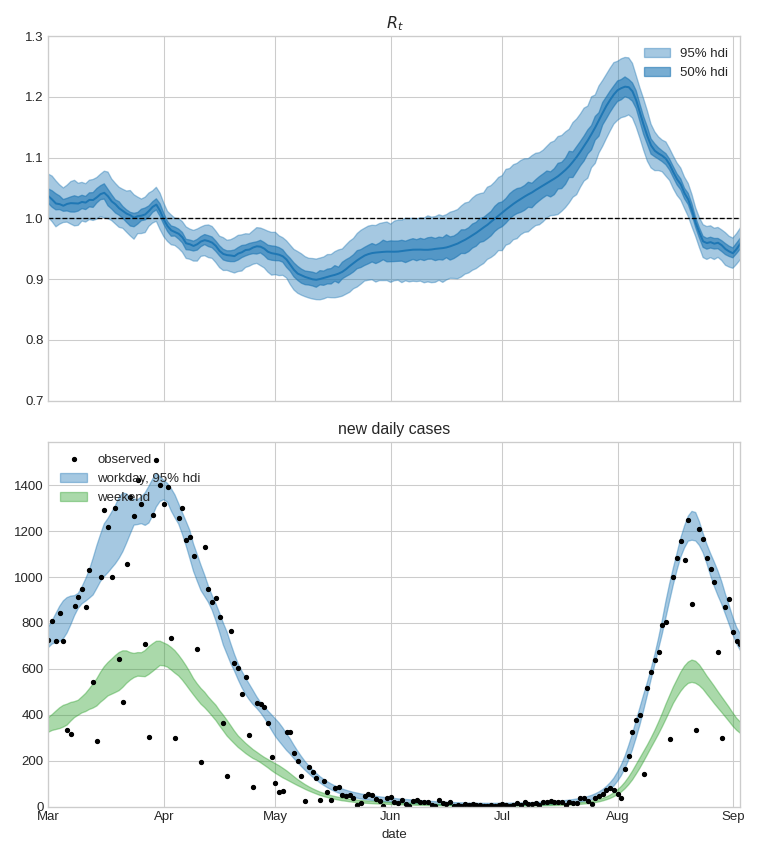 R_t
1.3
95% hdi
50% hdi
1.2
1.1
1.0
0.9
0.8
0.7
new daily cases
observed
workday, 95% hdi
weekend
1400
1200
1000
800
600
400
200
0
Mar Apr May Jun Jul Aug Sep
date